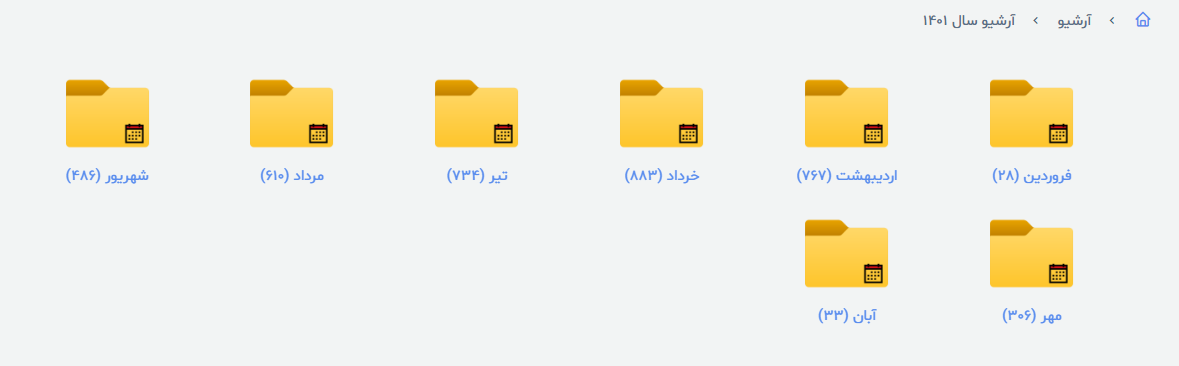 آرشیو › آرشیو سال ۱۴۰۱
فروردین (۲۸) اردیبهشت (۷۶۷) خرداد (۸۸۳) تیر (۷۳۴) مرداد (۶۱۰) شهریور (۴۸۶)
مهر (۳۰۶) آبان (۳۳)